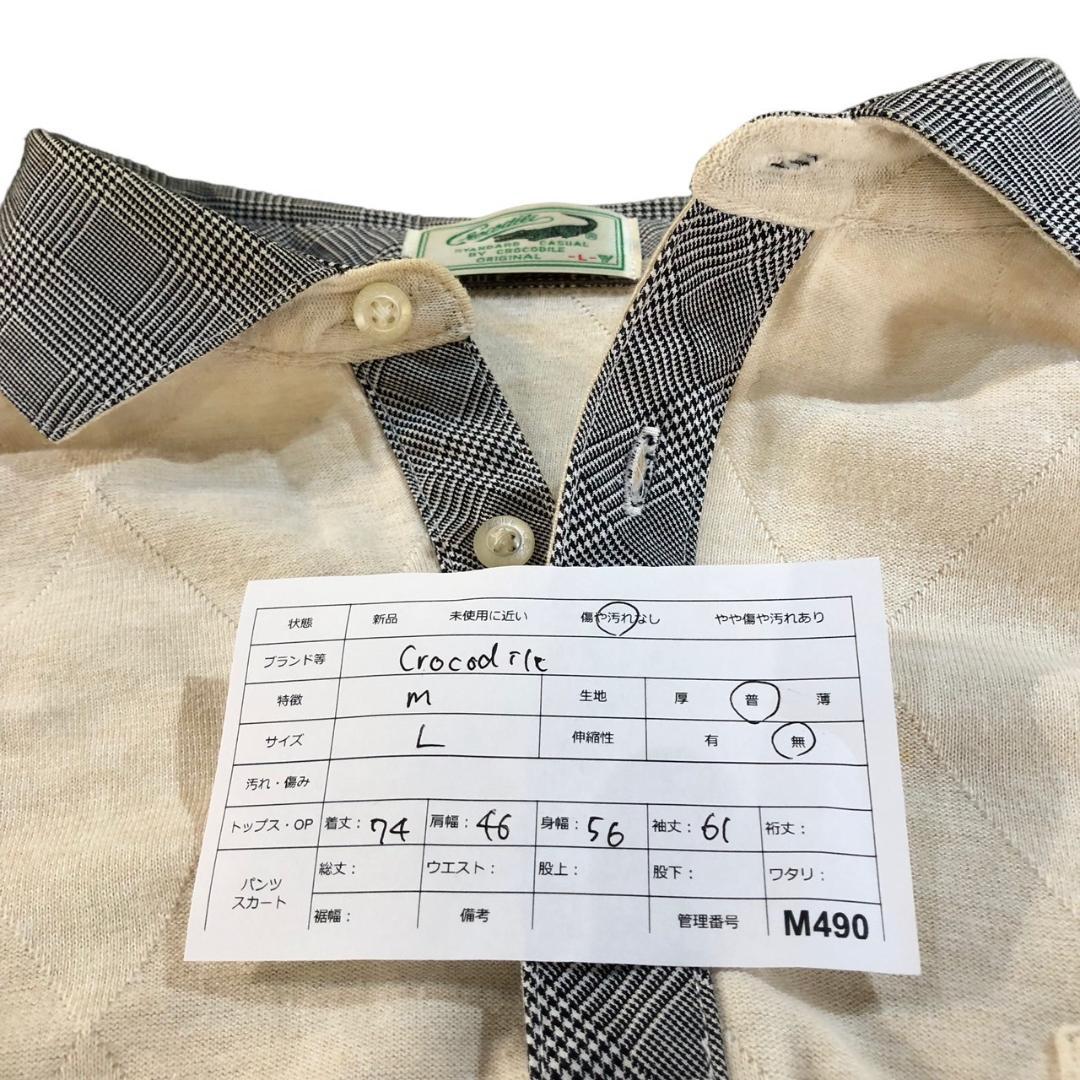 Crocodile
STANDARD CASUAL
BY CROCODILE
ORIGINAL -L-W
状態 新品 未使用に近い 傷や汚れなし やや傷や汚れあり
ブランド等 Crocodile
特徴 M 生地 厚 普 薄
サイズ L 伸縮性 有 無
汚れ・傷み
トップス・OP 着丈： 74 肩幅： 46 身幅： 56 袖丈： 61 裄丈：
パンツ
スカート
総丈： ウエスト： 股上： 股下： ワタリ：
裾幅： 備考 管理番号 M490